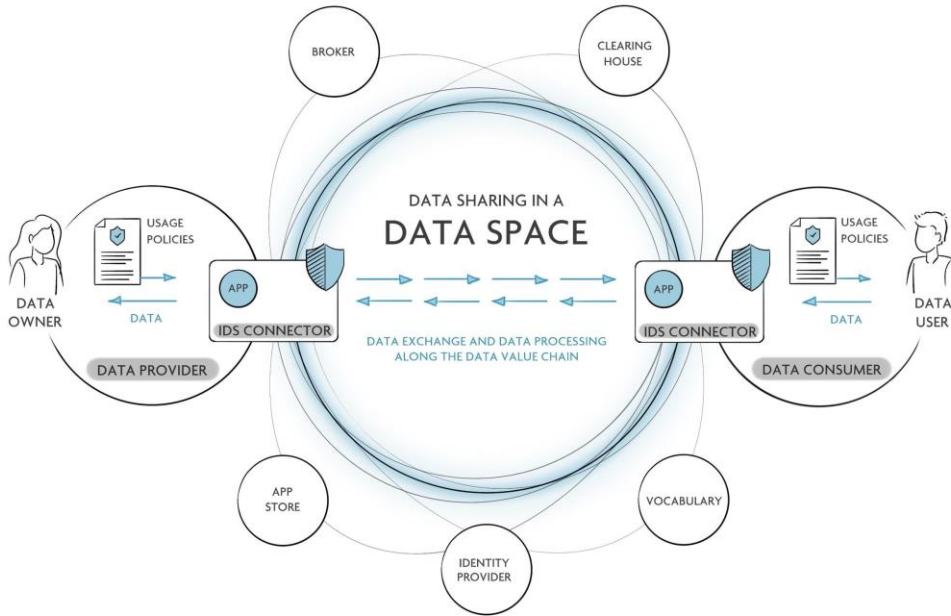 BROKER
CLEARING
HOUSE
DATA SHARING IN A
DATA SPACE
USAGE
POLICIES
DATA
DATA
OWNER
APP
IDS CONNECTOR
DATA PROVIDER
DATA EXCHANGE AND DATA PROCESSING
ALONG THE DATA VALUE CHAIN
APP
IDS CONNECTOR
USAGE
POLICIES
DATA
DATA
USER
DATA CONSUMER
APP
STORE
IDENTITY
PROVIDER
VOCABULARY